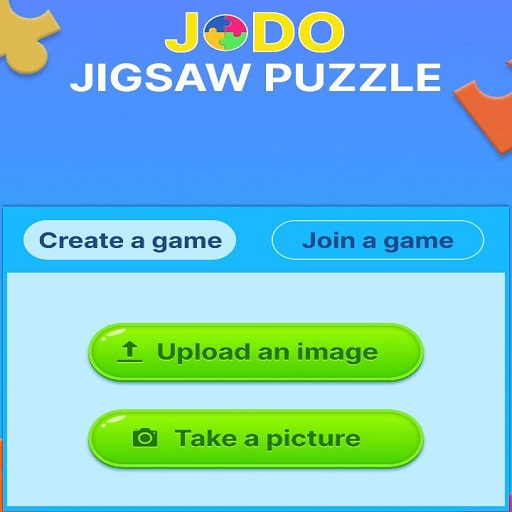 JODO
JIGSAW PUZZLE
Create a game
Join a game
Upload an image
Take a picture